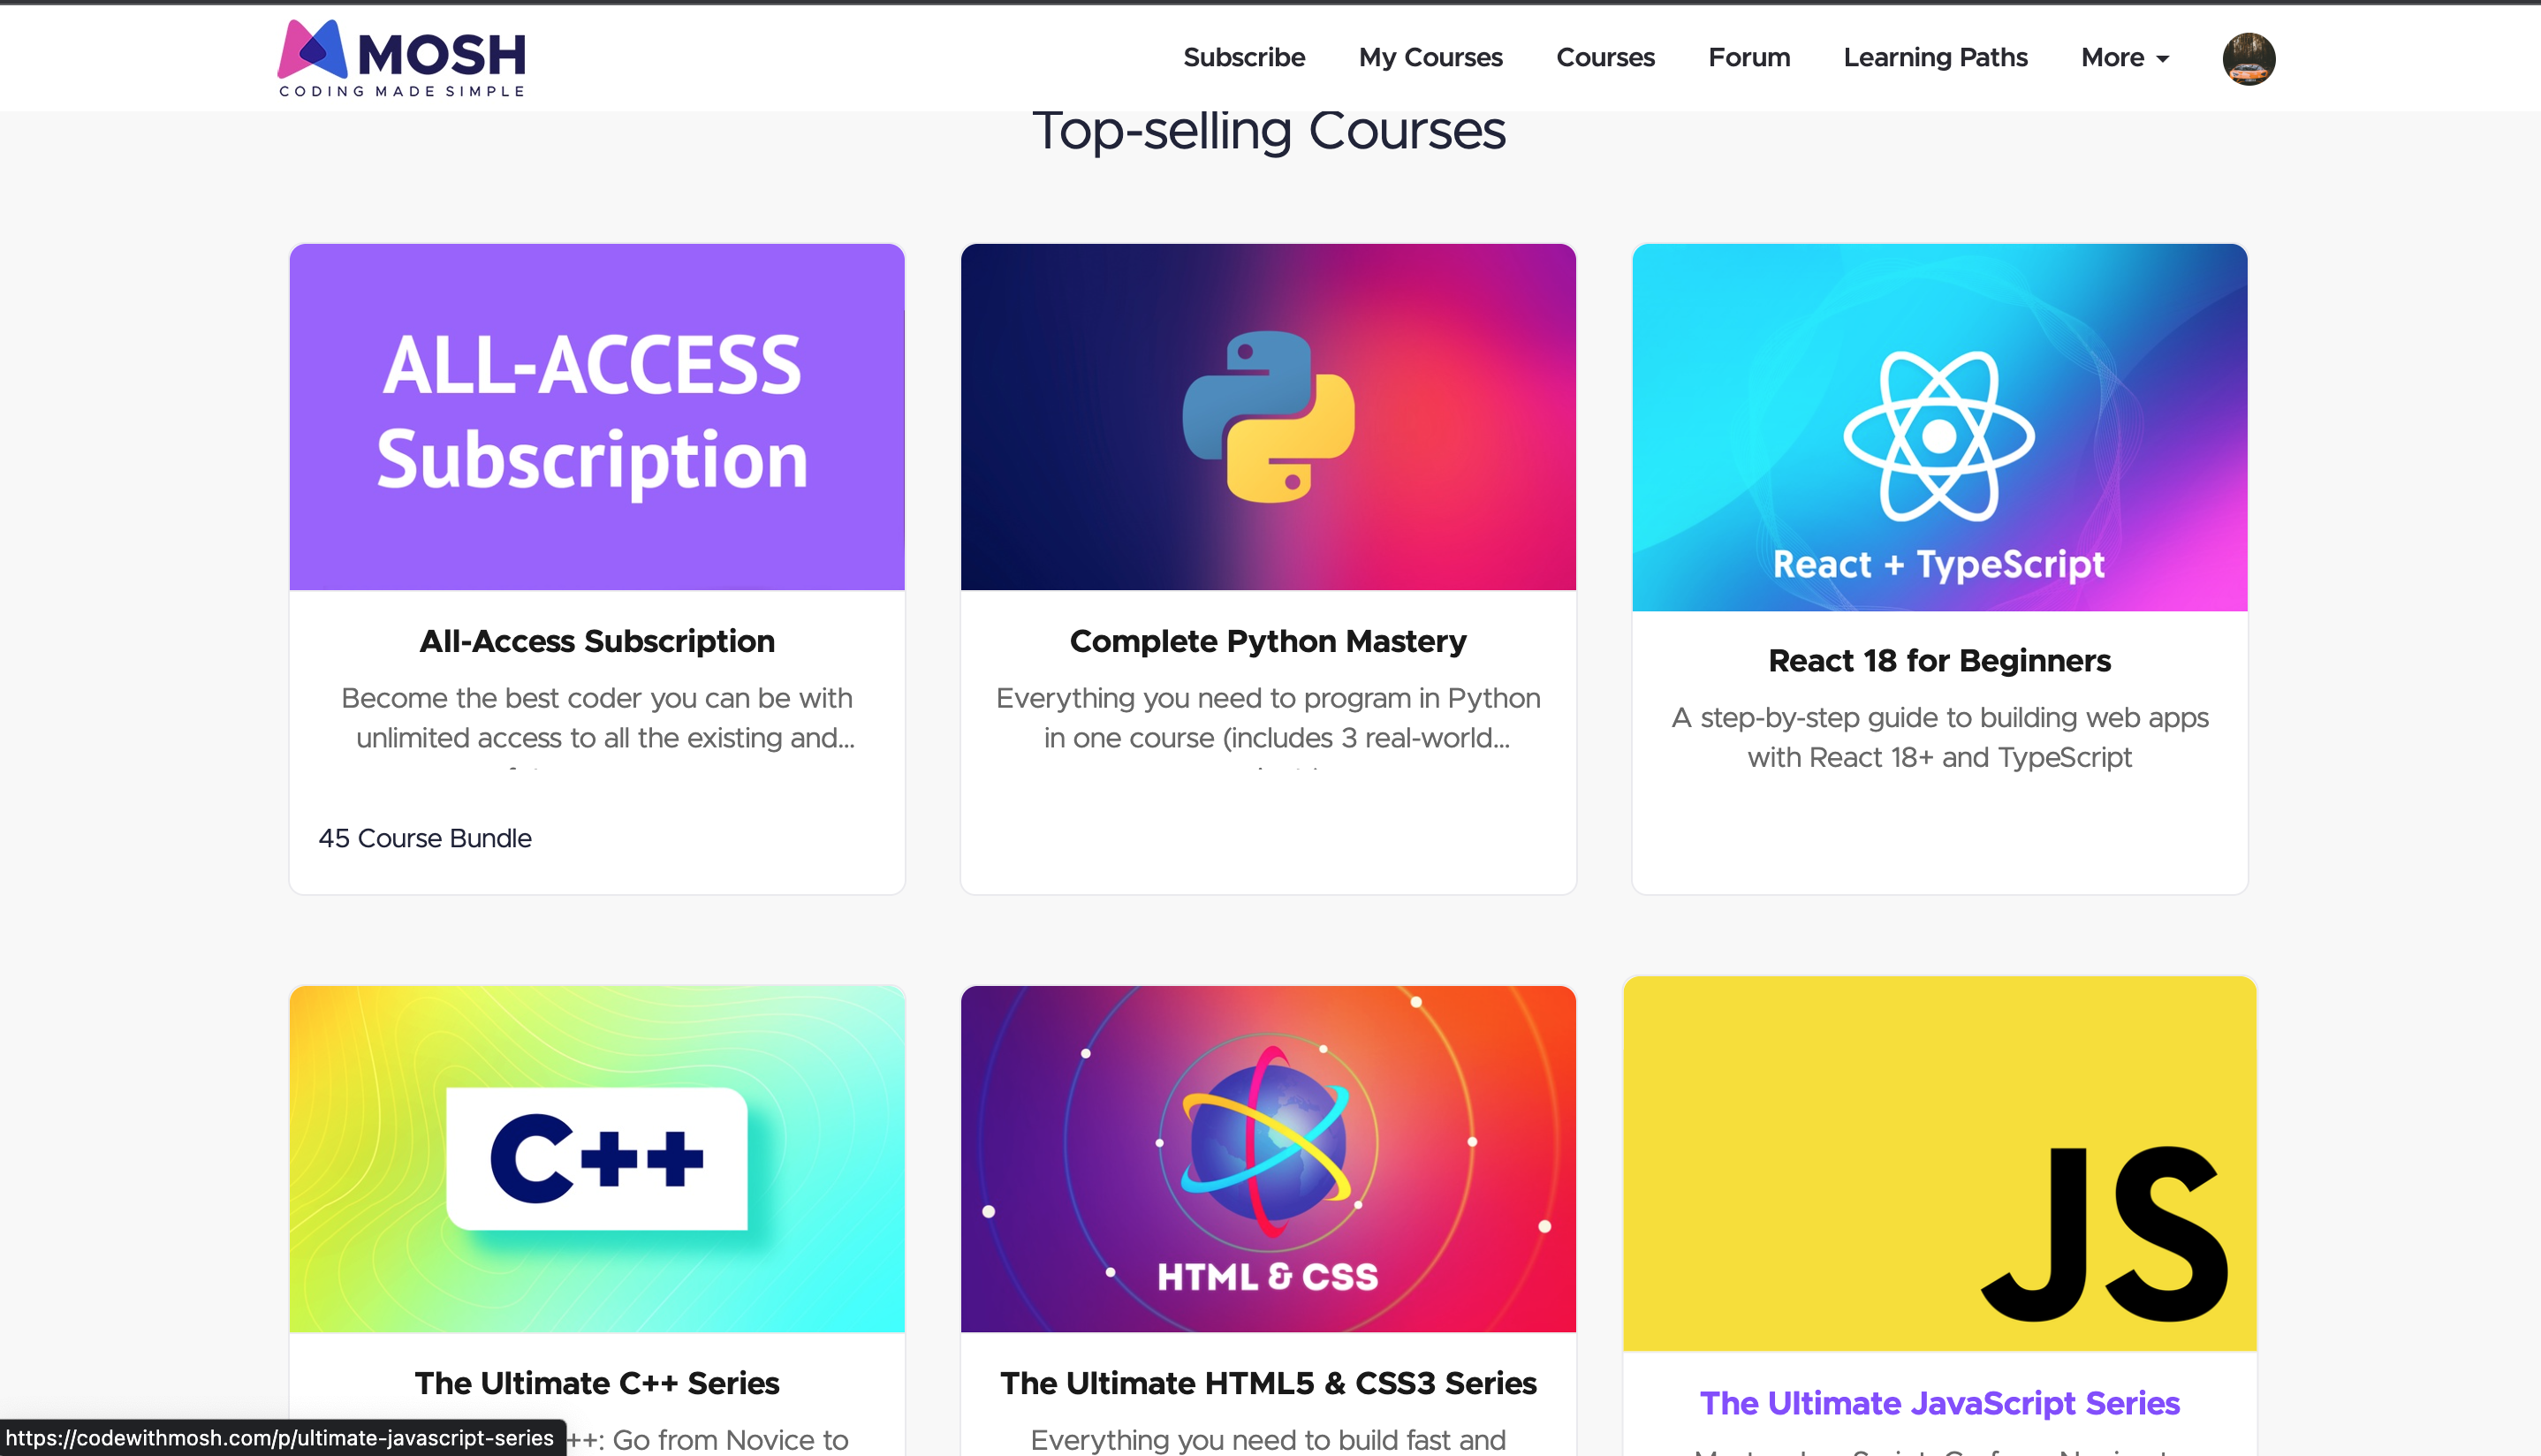 MOSH
CODING MADE SIMPLE
Subscribe
My Courses
Courses
Forum
Learning Paths
More
Top-selling Courses
ALL-ACCESS
Subscription
All-Access Subscription
Become the best coder you can be with
unlimited access to all the existing and...
45 Course Bundle
Complete Python Mastery
Everything you need to program in Python
in one course (includes 3 real-world...
React + TypeScript
React 18 for Beginners
A step-by-step guide to building web apps
with React 18+ and TypeScript
C++
The Ultimate C++ Series
++: Go from Novice to
HTML & CSS
The Ultimate HTML5 & CSS3 Series
Everything you need to build fast and
JS
The Ultimate JavaScript Series
https://codewithmosh.com/p/ultimate-javascript-series